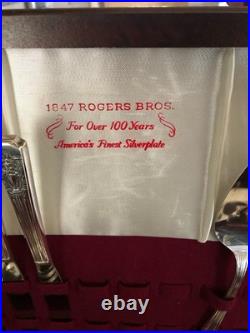 1847 ROGERS BROS.
For Over 100 Years
America's Finest Silverplate